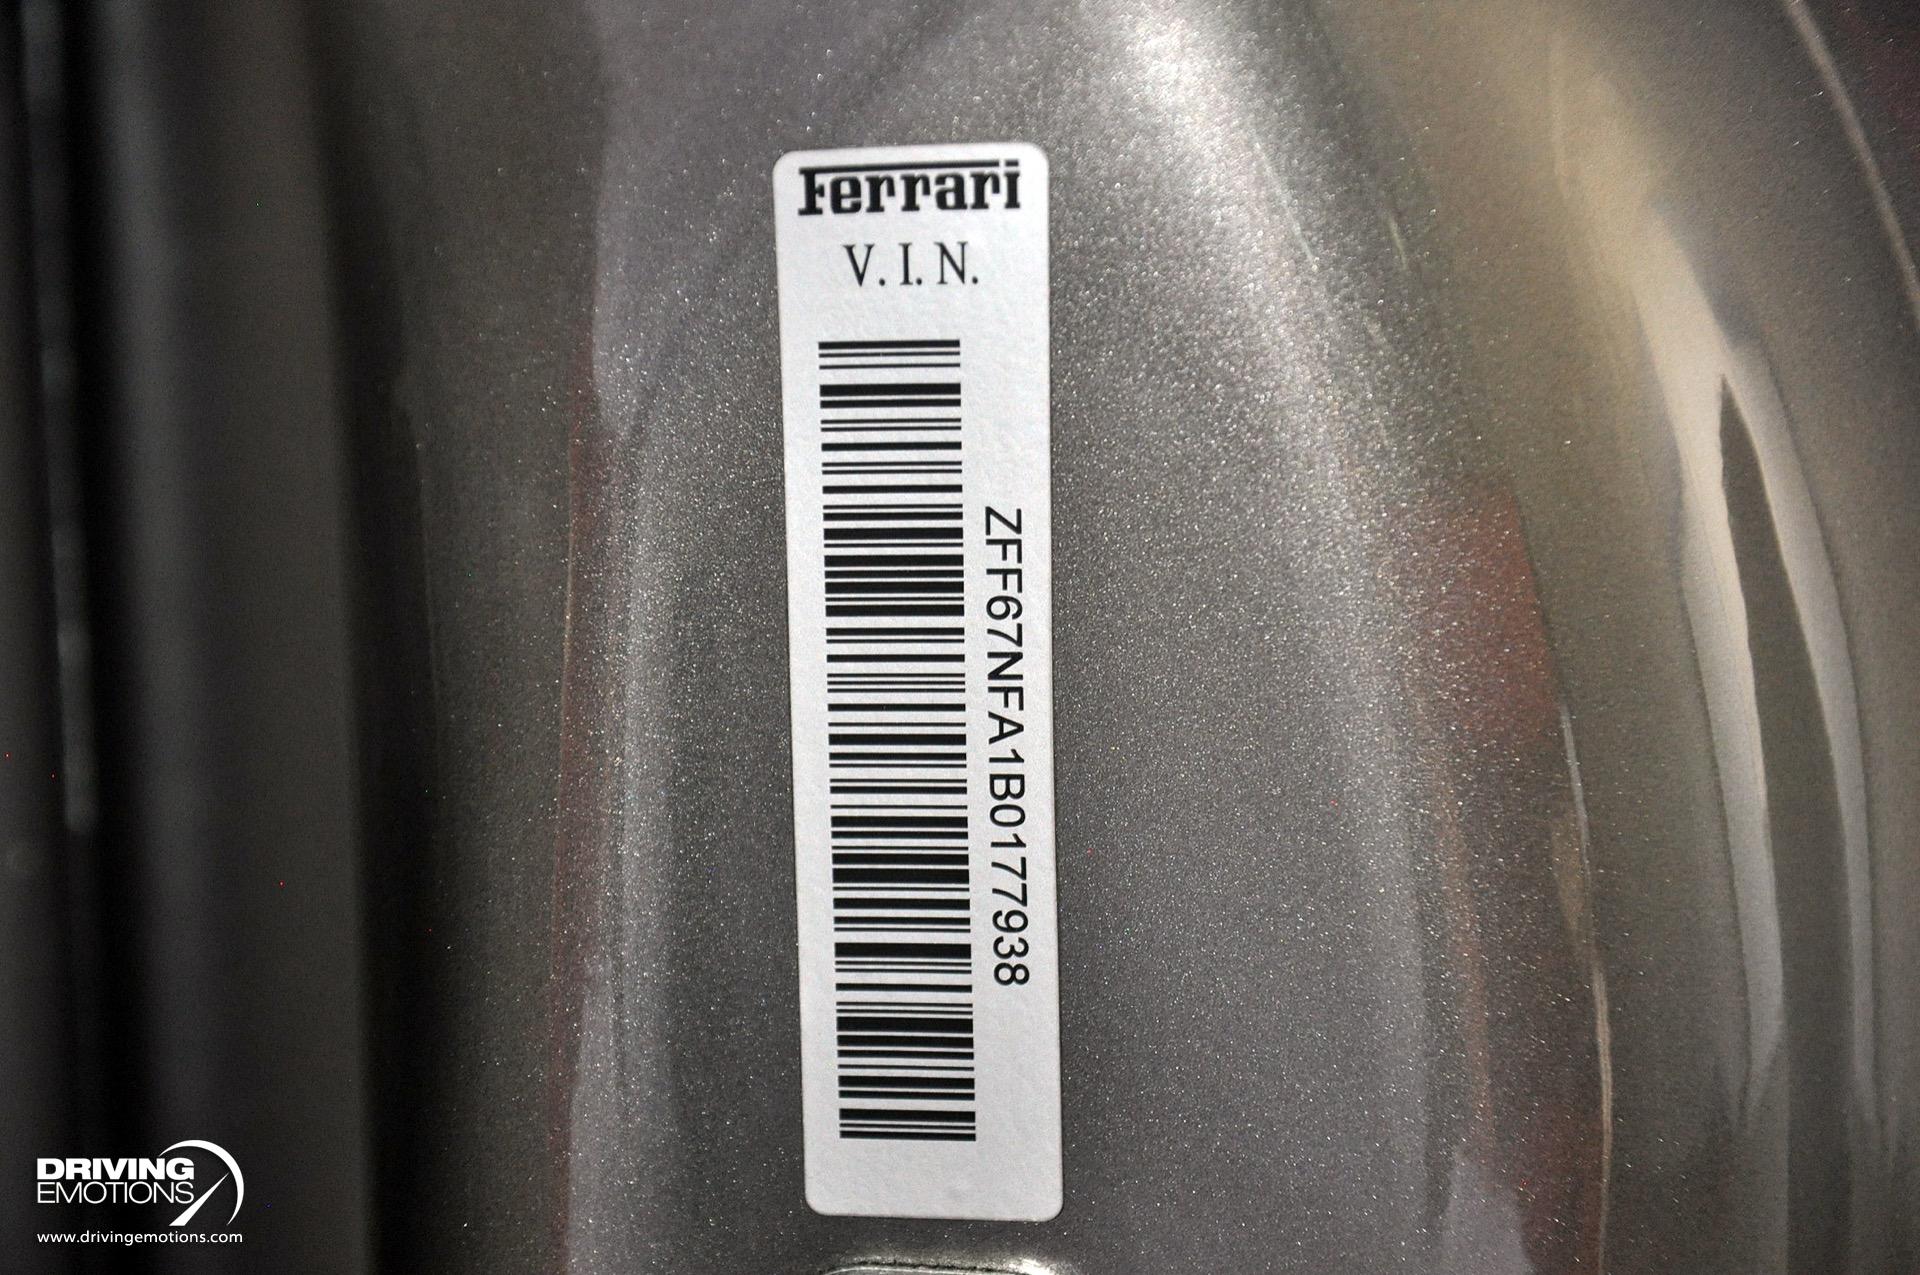 Ferrari
V.I.N.
ZFF67NFA1B0177938
DRIVING
EMOTIONS
www.drivingemotions.com